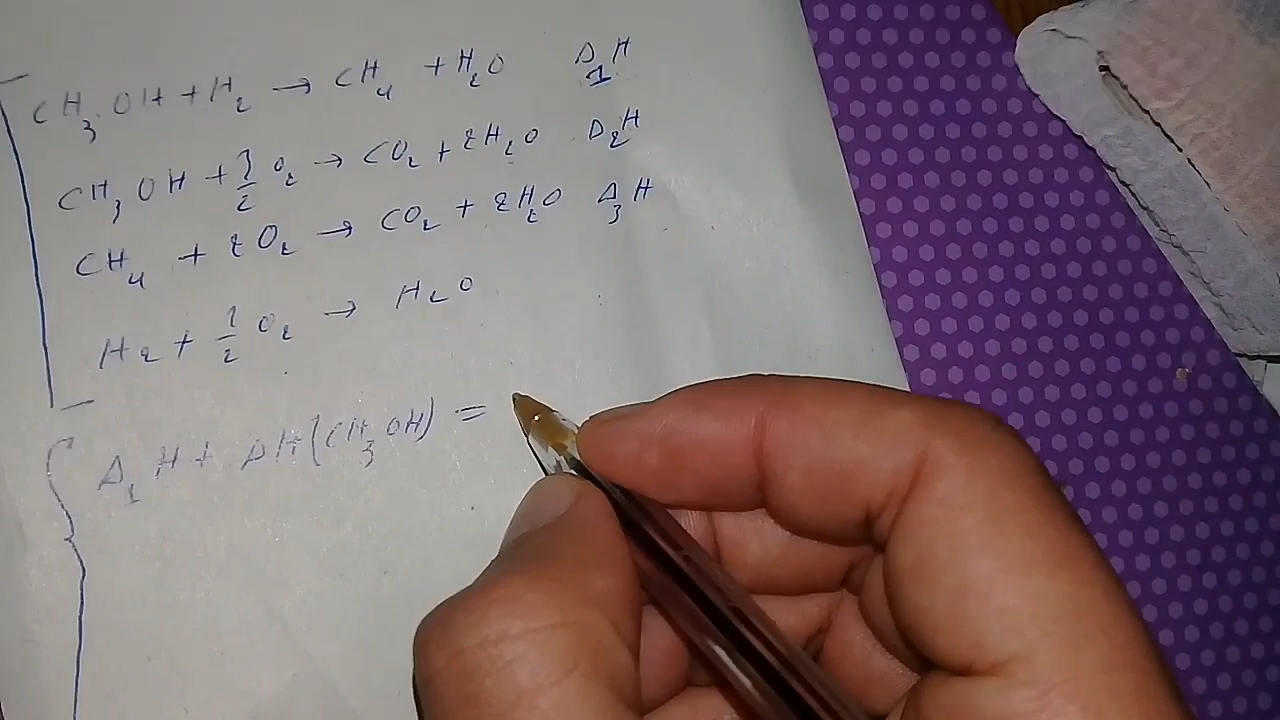 CH₃OH + H₂ → CH₄ + H₂O Δ₁H
CH₃OH + 3/2 O₂ → CO₂ + 2H₂O Δ₂H
CH₄ + 2O₂ → CO₂ + 2H₂O Δ₃H
H₂ + 1/2 O₂ → H₂O
Δ₁H + ΔH(CH₃OH) =